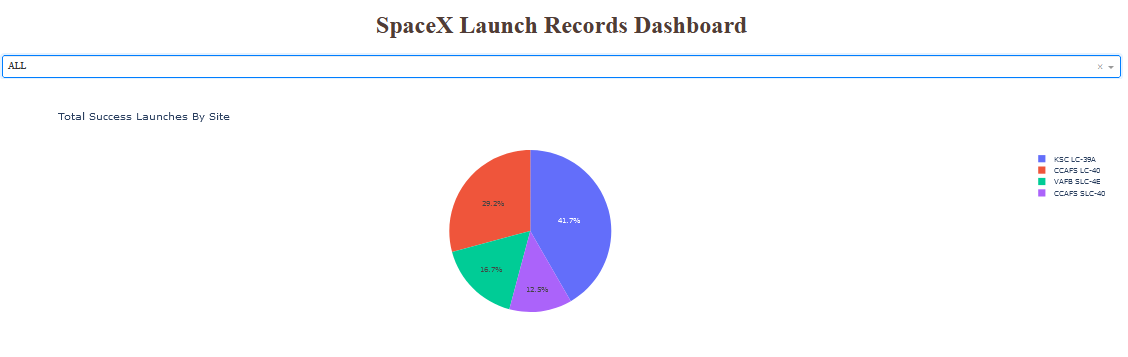 SpaceX Launch Records Dashboard
ALL
× 
Total Success Launches By Site
KSC LC-39A
CCAFS LC-40
VAFB SLC-4E
CCAFS SLC-40
29.2%
41.7%
16.7%
12.5%